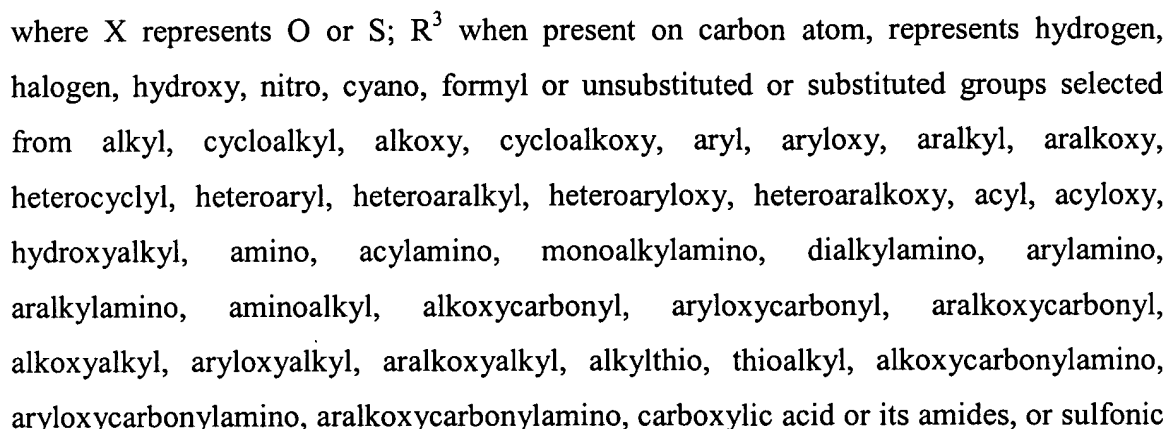 where X represents O or S; R³ when present on carbon atom, represents hydrogen,
halogen, hydroxy, nitro, cyano, formyl or unsubstituted or substituted groups selected
from alkyl, cycloalkyl, alkoxy, cycloalkoxy, aryl, aryloxy, aralkyl, aralkoxy,
heterocyclyl, heteroaryl, heteroaralkyl, heteroaryloxy, heteroaralkoxy, acyl, acyloxy,
hydroxyalkyl, amino, acylamino, monoalkylamino, dialkylamino, arylamino,
aralkylamino, aminoalkyl, alkoxycarbonyl, aryloxycarbonyl, aralkoxycarbonyl,
alkoxyalkyl, aryloxyalkyl, aralkoxyalkyl, alkylthio, thioalkyl, alkoxycarbonylamino,
aryloxycarbonylamino, aralkoxycarbonylamino, carboxylic acid or its amides, or sulfonic